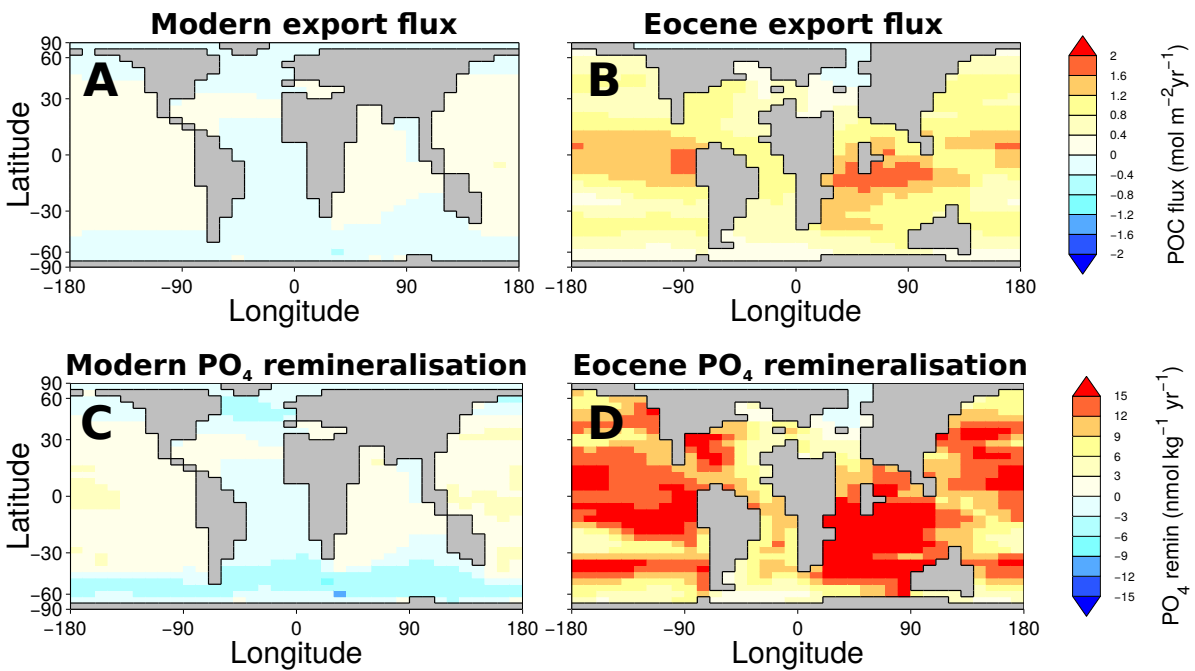 Modern export flux
Eocene export flux
A
B
90
60
30
0
−30
−60
−90
Latitude
−180 −90 0 90 180
Longitude
−180 −90 0 90 180
Longitude
2
1.6
1.2
0.8
0.4
0
−0.4
−0.8
−1.2
−1.6
−2
POC flux (mol m⁻²yr⁻¹)
Modern PO₄ remineralisation
Eocene PO₄ remineralisation
C
D
90
60
30
0
−30
−60
−90
Latitude
−180 −90 0 90 180
Longitude
−180 −90 0 90 180
Longitude
15
12
9
6
3
0
−3
−6
−9
−12
−15
PO₄ remin (nmol kg⁻¹ yr⁻¹)